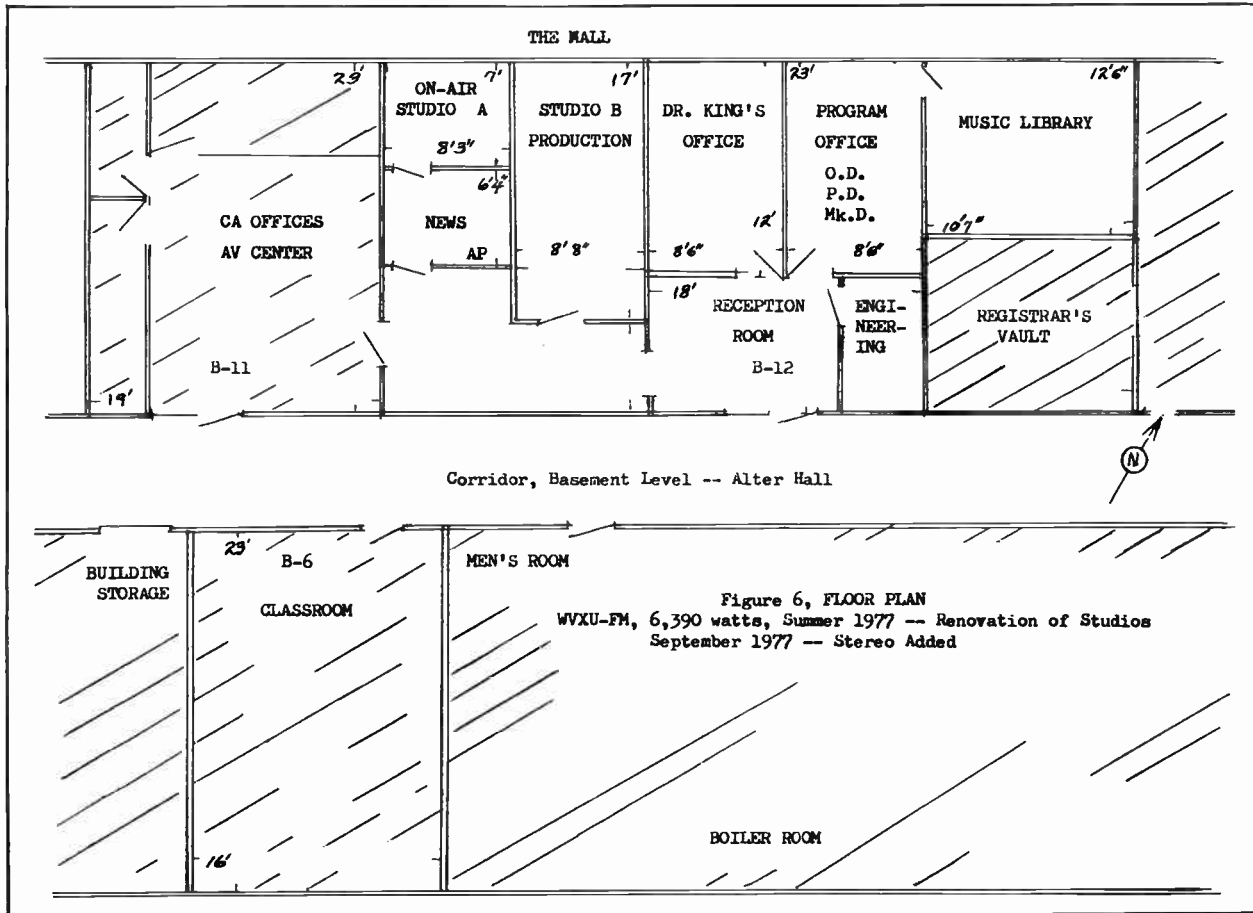 THE MALL
29'
ON-AIR
STUDIO A
7'
8'3"
6'4"
NEWS
AP
STUDIO B
PRODUCTION
17'
8'8"
DR. KING'S
OFFICE
12'
8'6"
PROGRAM
OFFICE
O.D.
P.D.
Mk.D.
23'
MUSIC LIBRARY
12'6"
10'7"
CA OFFICES
AV CENTER
B-11
19'
18'
RECEPTION
ROOM
B-12
ENGI-
NEER-
ING
REGISTRAR'S
VAULT
N
Corridor, Basement Level -- Alter Hall
BUILDING
STORAGE
23'
B-6
CLASSROOM
16'
MEN'S ROOM
Figure 6, FLOOR PLAN
WVXU-FM, 6,390 watts, Summer 1977 -- Renovation of Studios
September 1977 -- Stereo Added
BOILER ROOM